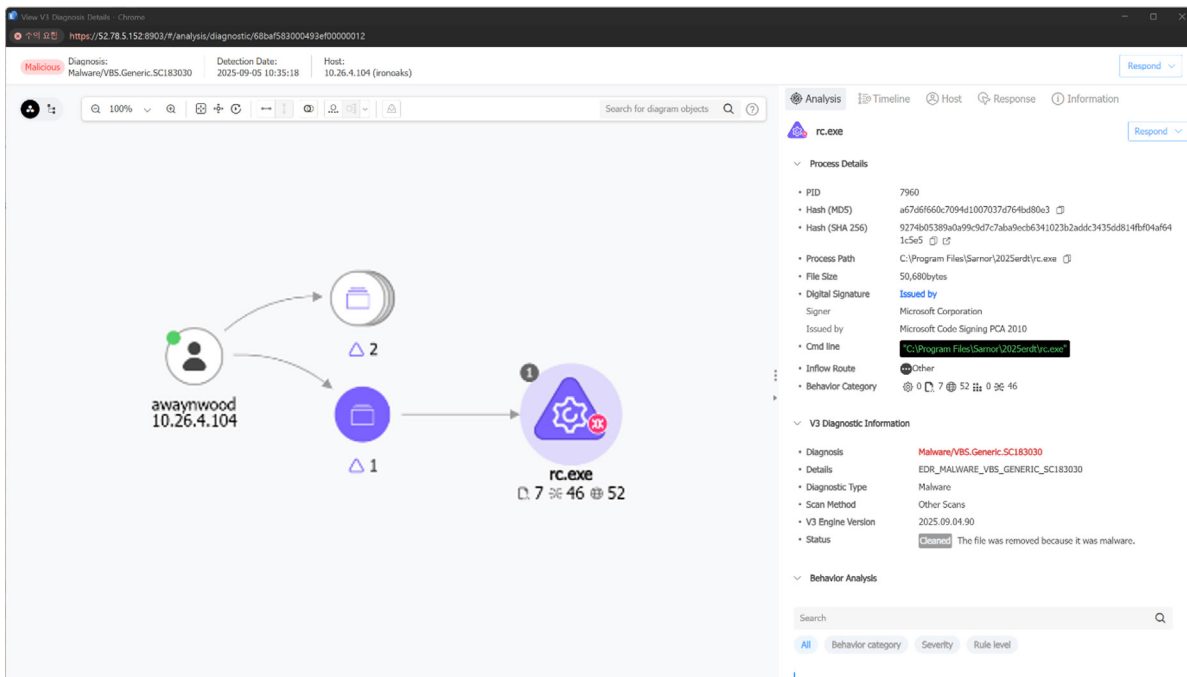 View V3 Diagnosis Details - Chrome
수의 요함 https://52.78.5.152:8903/#/analysis/diagnostic/68baf583000493ef00000012
Malicious
Diagnosis:
Malware/VBS.Generic.SC183030
Detection Date:
2025-09-05 10:35:18
Host:
10.26.4.104 (ironoaks)
Respond
100%
Search for diagram objects
Analysis Timeline Host Response Information
rc.exe
Respond
Process Details
PID 7960
Hash (MD5) a67d6f660c7094d1007037d764bd80e3
Hash (SHA 256) 9274b05389a0a99c9d7c7aba9ecb6341023b2addc3435dd814fbf04af64
1c5e5
Process Path C:\Program Files\Sarnor\2025erdt\rc.exe
File Size 50,680bytes
Digital Signature Issued by
Signer Microsoft Corporation
Issued by Microsoft Code Signing PCA 2010
Cmd line "C:\Program Files\Sarnor\2025erdt\rc.exe"
Inflow Route Other
Behavior Category 0 7 52 0 46
V3 Diagnostic Information
Diagnosis Malware/VBS.Generic.SC183030
Details EDR_MALWARE_VBS_GENERIC_SC183030
Diagnostic Type Malware
Scan Method Other Scans
V3 Engine Version 2025.09.04.90
Status Cleaned The file was removed because it was malware.
Behavior Analysis
Search
All Behavior category Severity Rule level
2
awaynwood
10.26.4.104
1
1
rc.exe
7 46 52